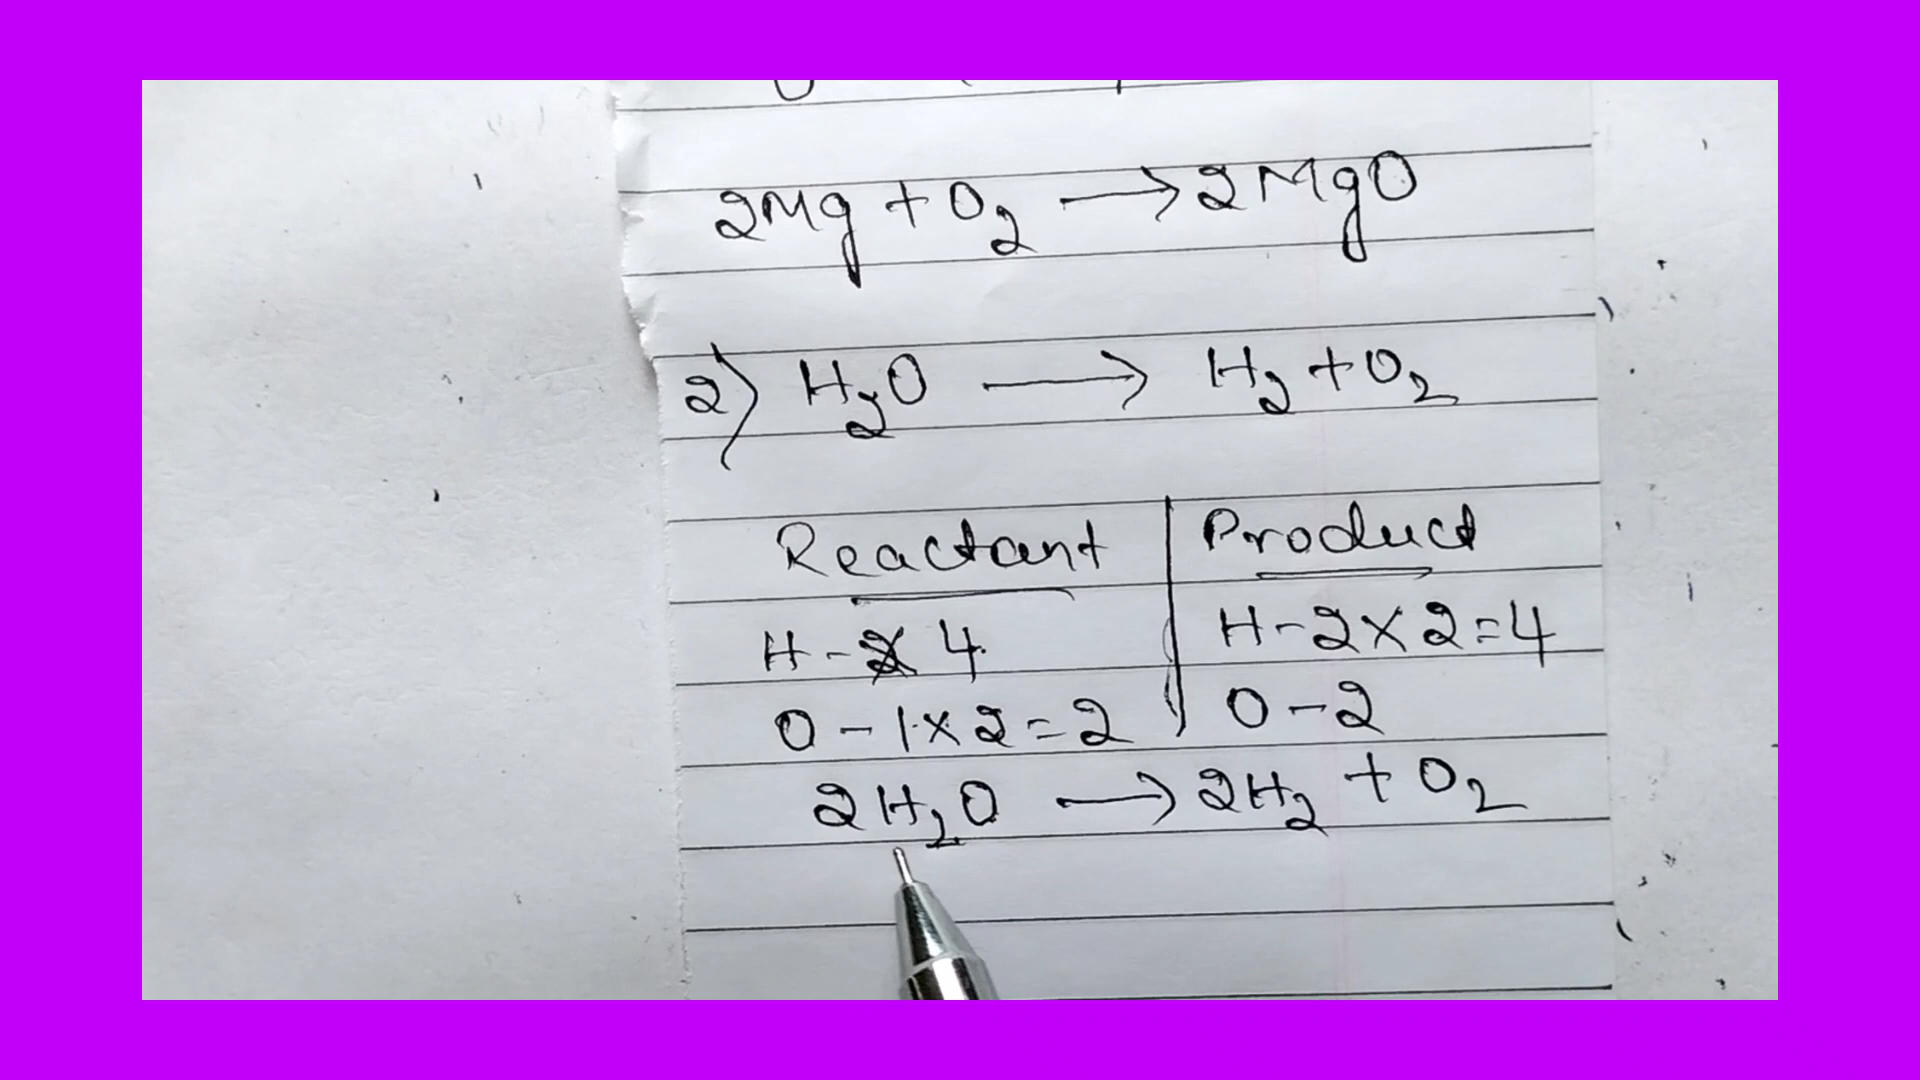 2Mg + O₂ → 2MgO
2) H₂O → H₂ + O₂
Reactant | Product
H - 2 4 | H - 2 × 2 = 4
O - 1 × 2 = 2 | O - 2
2H₂O → 2H₂ + O₂